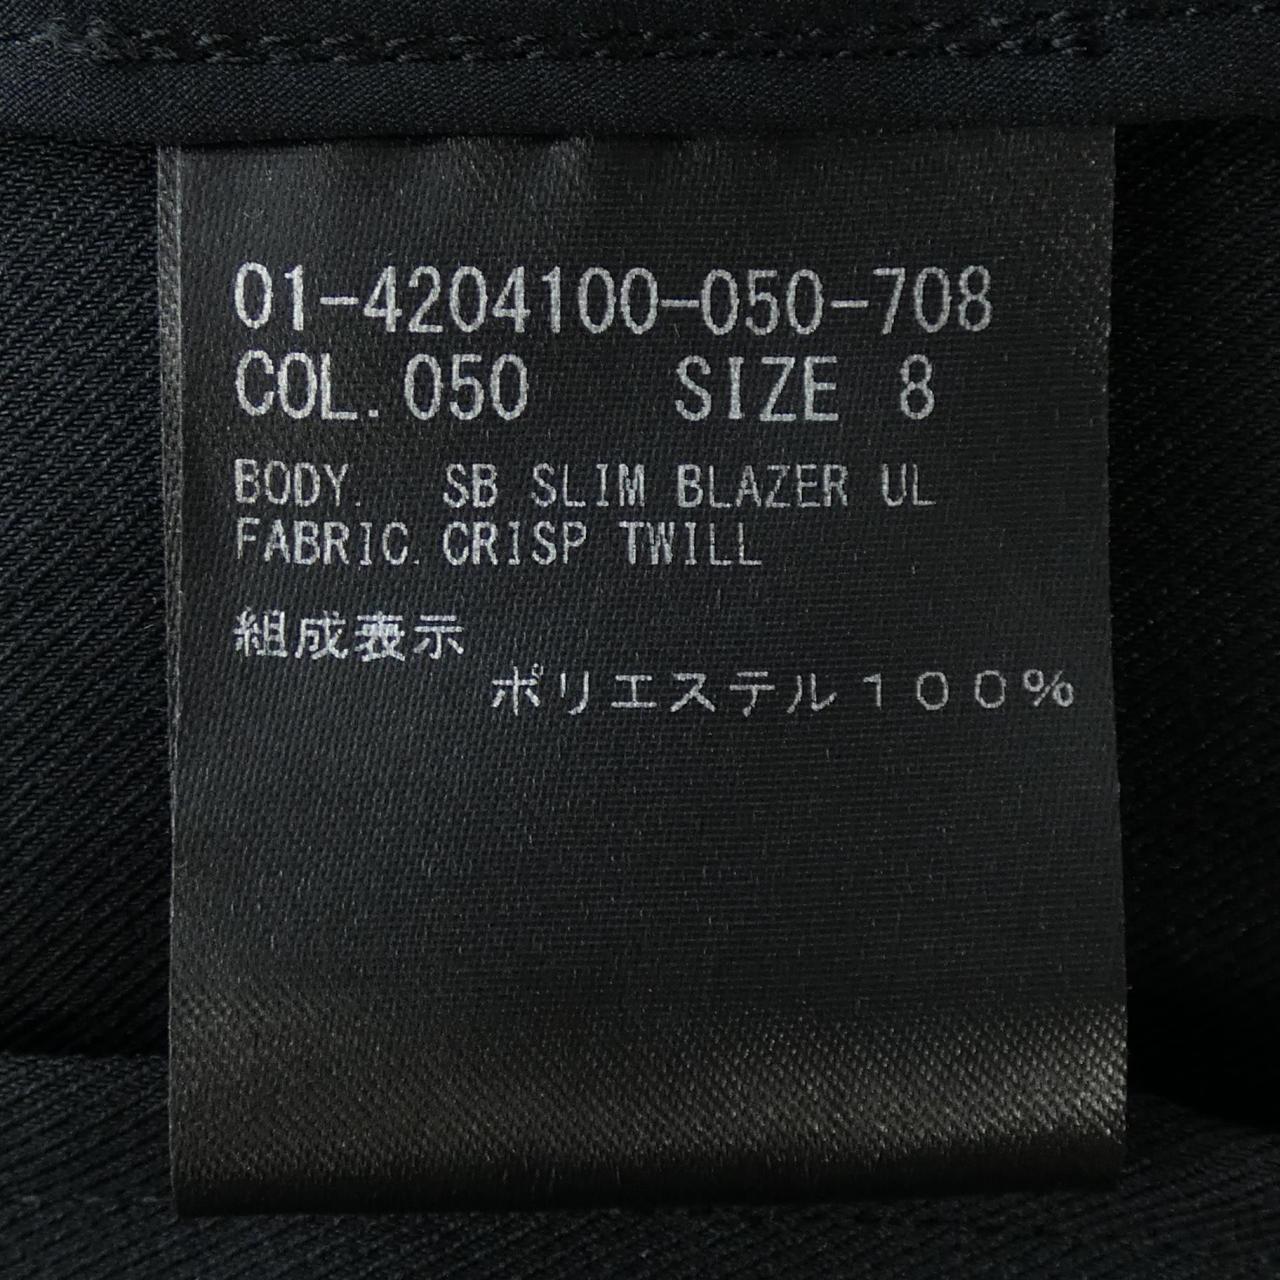 01-4204100-050-708
COL. 050 SIZE 8
BODY. SB SLIM BLAZER UL
FABRIC. CRISP TWILL
組成表示
ポリエステル１００％